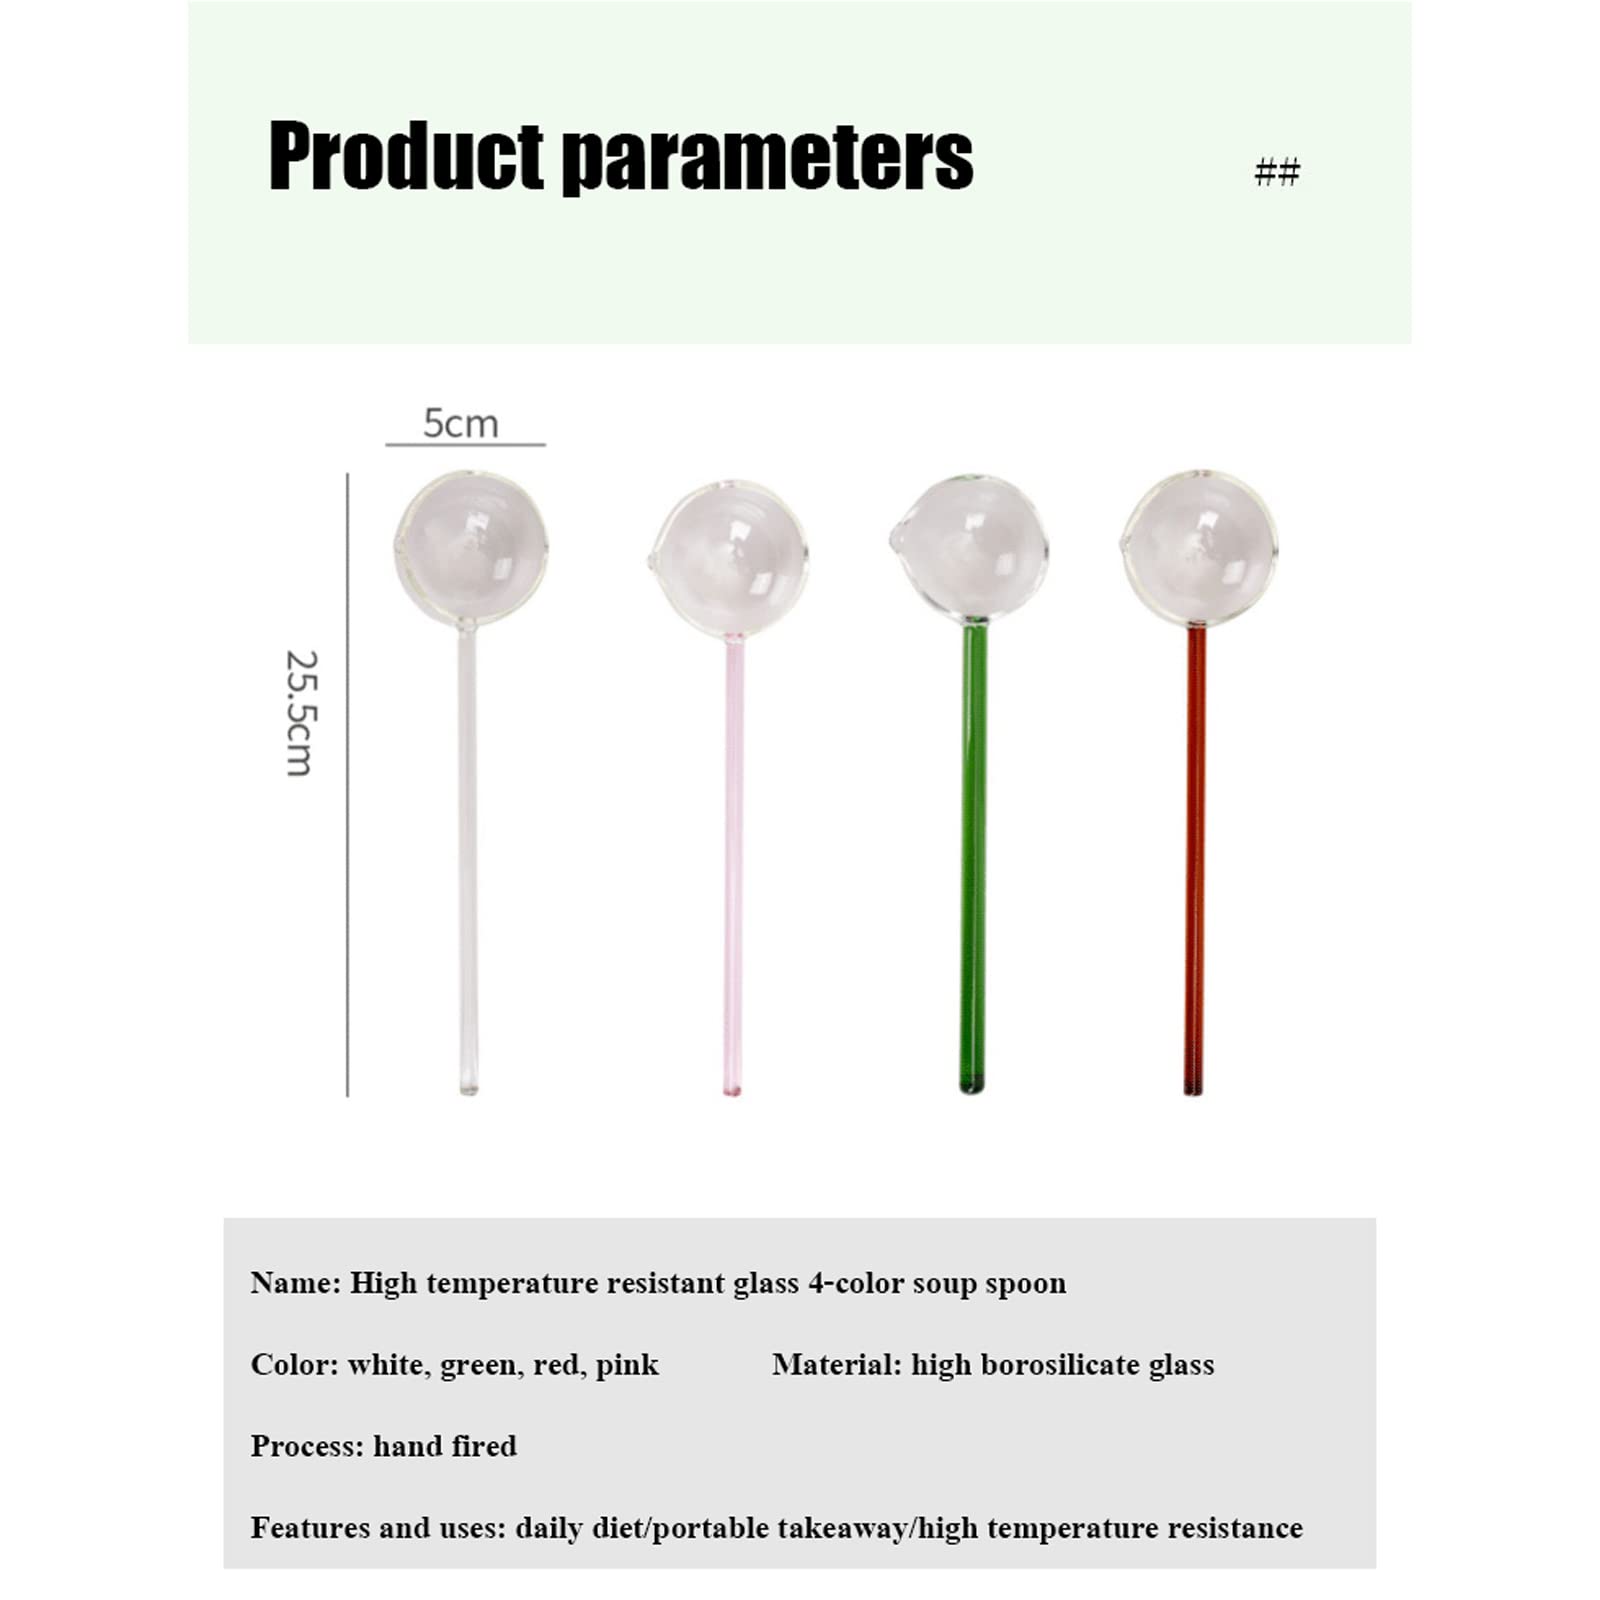 Product parameters
##
5cm
25.5cm
Name: High temperature resistant glass 4-color soup spoon
Color: white, green, red, pink
Material: high borosilicate glass
Process: hand fired
Features and uses: daily diet/portable takeaway/high temperature resistance